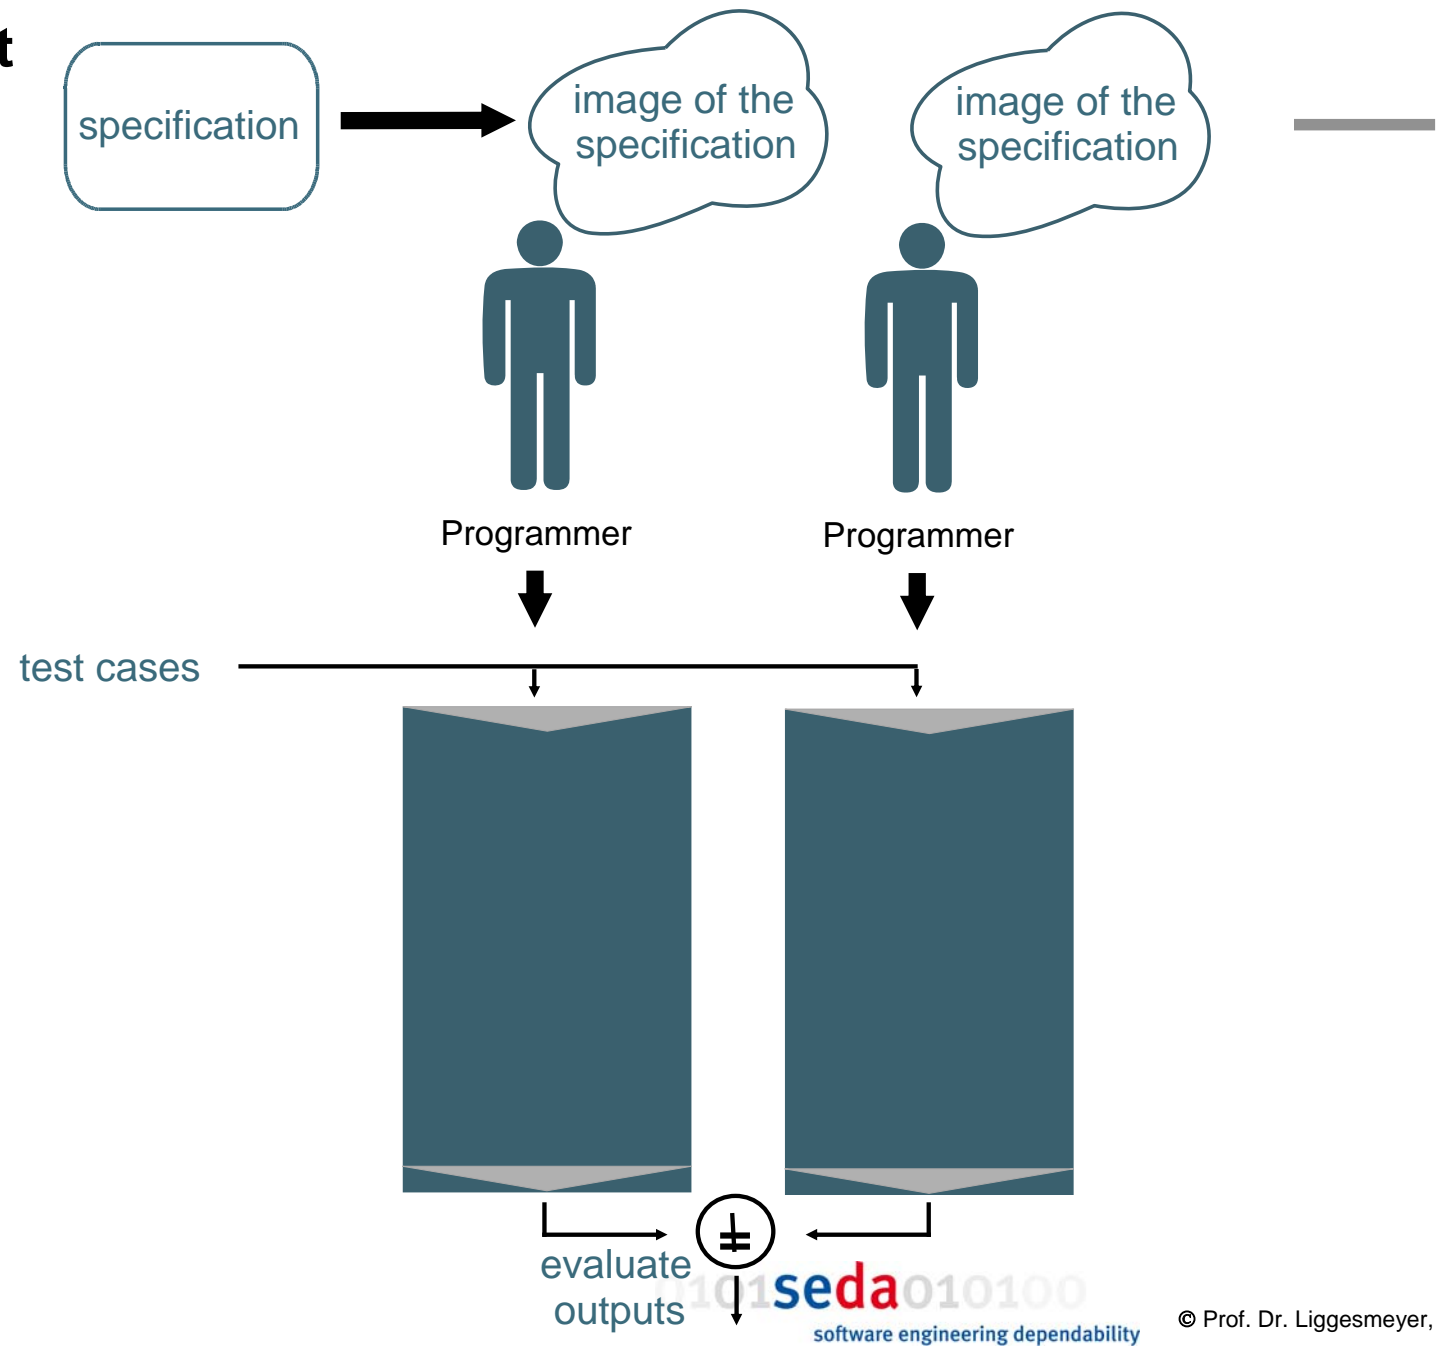 t
specification
image of the
specification
image of the
specification
Programmer
Programmer
test cases
evaluate
outputs
0101seda010100
software engineering dependability
© Prof. Dr. Liggesmeyer,